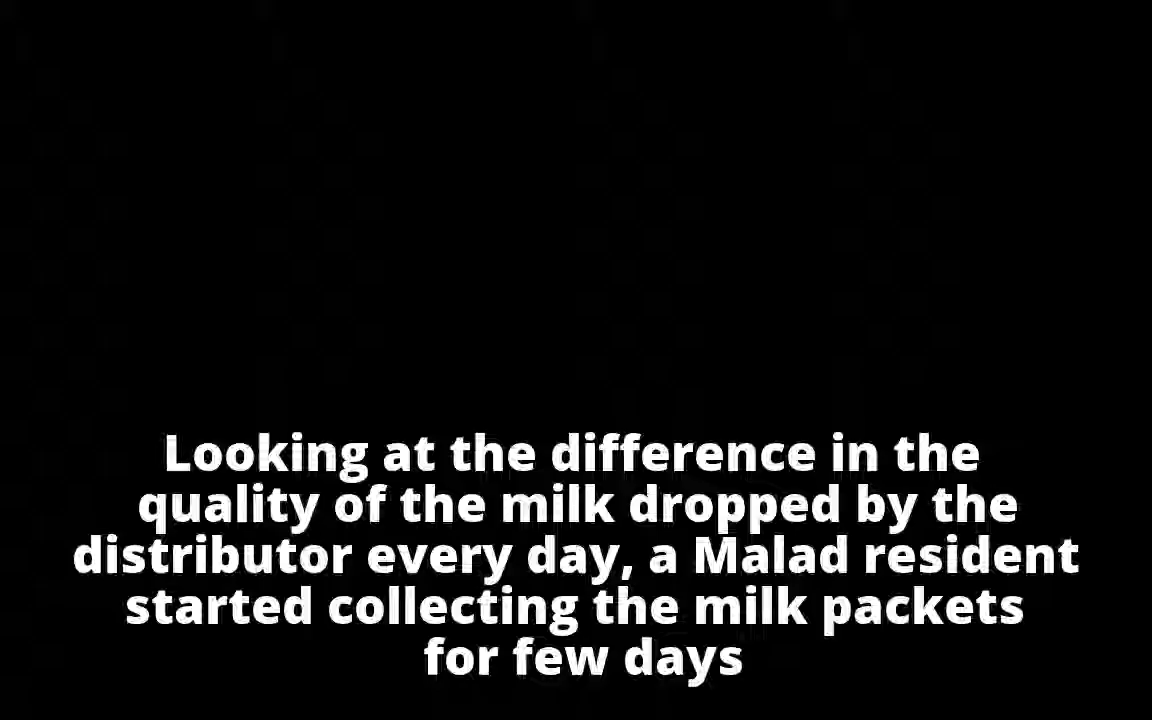 Looking at the difference in the
quality of the milk dropped by the
distributor every day, a Malad resident
started collecting the milk packets
for few days